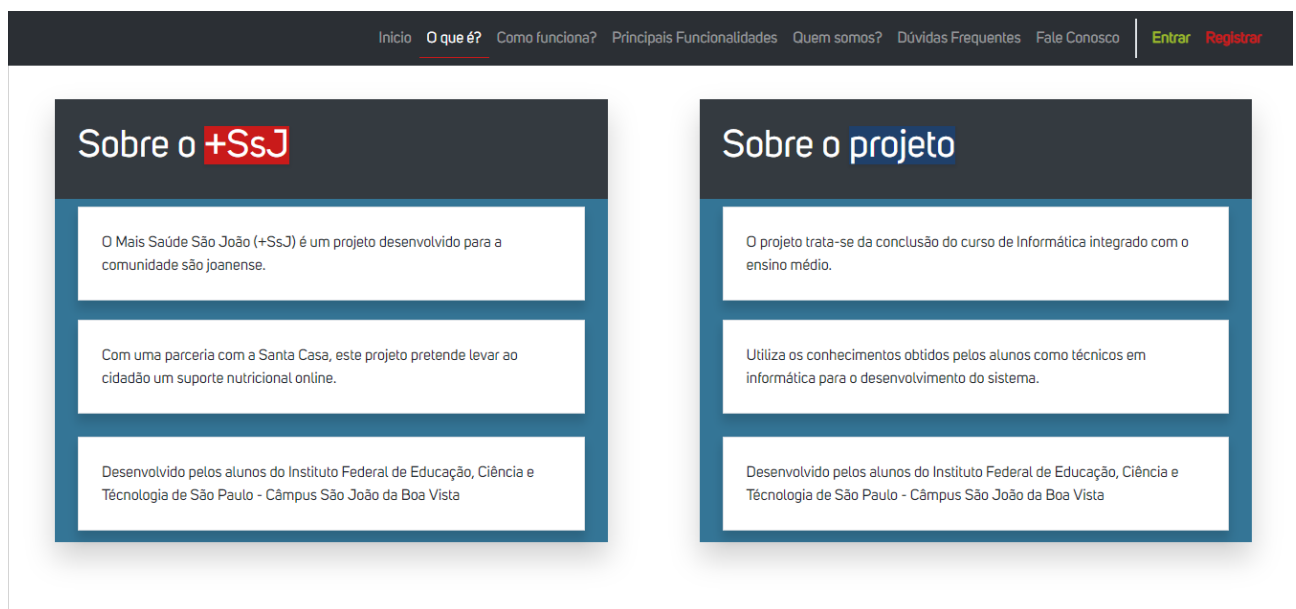 Inicio O que é? Como funciona? Principais Funcionalidades Quem somos? Dúvidas Frequentes Fale Conosco Entrar Registrar
Sobre o +SsJ
O Mais Saúde São João (+SsJ) é um projeto desenvolvido para a
comunidade são joanense.
Com uma parceria com a Santa Casa, este projeto pretende levar ao
cidadão um suporte nutricional online.
Desenvolvido pelos alunos do Instituto Federal de Educação, Ciência e
Técnologia de São Paulo - Câmpus São João da Boa Vista
Sobre o projeto
O projeto trata-se da conclusão do curso de Informática integrado com o
ensino médio.
Utiliza os conhecimentos obtidos pelos alunos como técnicos em
informática para o desenvolvimento do sistema.
Desenvolvido pelos alunos do Instituto Federal de Educação, Ciência e
Técnologia de São Paulo - Câmpus São João da Boa Vista